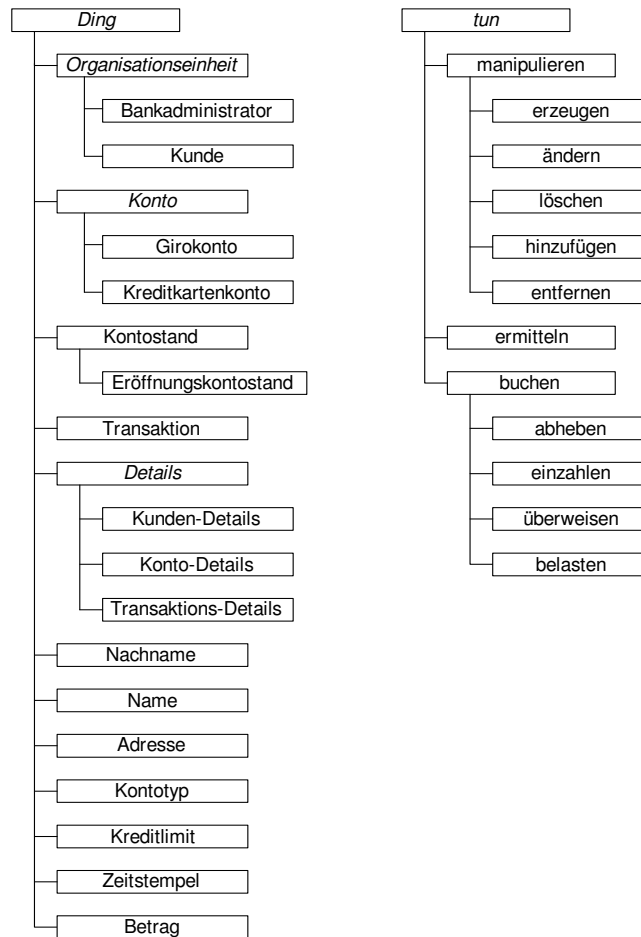 Ding
Organisationseinheit
Bankadministrator
Kunde
Konto
Girokonto
Kreditkartenkonto
Kontostand
Eröffnungskontostand
Transaktion
Details
Kunden-Details
Konto-Details
Transaktions-Details
Nachname
Name
Adresse
Kontotyp
Kreditlimit
Zeitstempel
Betrag
tun
manipulieren
erzeugen
ändern
löschen
hinzufügen
entfernen
ermitteln
buchen
abheben
einzahlen
überweisen
belasten